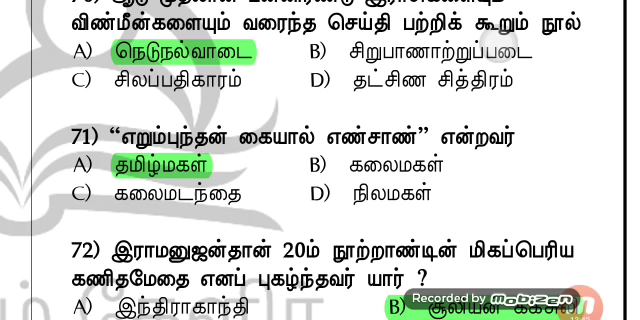 விண்மீன்களையும் வரைந்த செய்தி பற்றிக் கூறும் நூல்
A) நெடுநல்வாடை B) சிறுபாணாற்றுப்படை
C) சிலப்பதிகாரம் D) தட்சிண சித்திரம்
71) “எறும்புந்தன் கையால் எண்சாண்” என்றவர்
A) தமிழ்மகள் B) கலைமகள்
C) கலைமடந்தை D) நிலமகள்
72) இராமனுஜன்தான் 20ம் நூற்றாண்டின் மிகப்பெரிய
கணிதமேதை எனப் புகழ்ந்தவர் யார் ?
A) இந்திராகாந்தி B)
Recorded by MOBIZEN